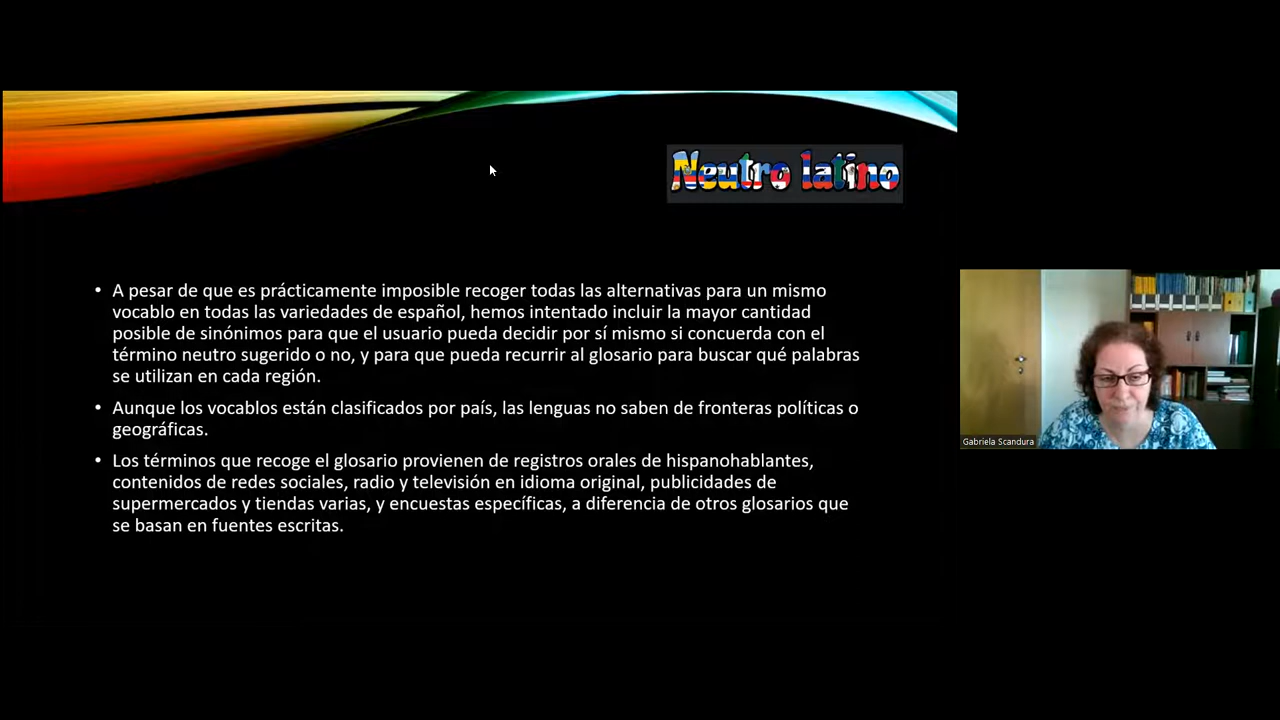 Neutro latino
• A pesar de que es prácticamente imposible recoger todas las alternativas para un mismo
vocablo en todas las variedades de español, hemos intentado incluir la mayor cantidad
posible de sinónimos para que el usuario pueda decidir por sí mismo si concuerda con el
término neutro sugerido o no, y para que pueda recurrir al glosario para buscar qué palabras
se utilizan en cada región.
• Aunque los vocablos están clasificados por país, las lenguas no saben de fronteras políticas o
geográficas.
• Los términos que recoge el glosario provienen de registros orales de hispanohablantes,
contenidos de redes sociales, radio y televisión en idioma original, publicidades de
supermercados y tiendas varias, y encuestas específicas, a diferencia de otros glosarios que
se basan en fuentes escritas.
Gabriela Scandura